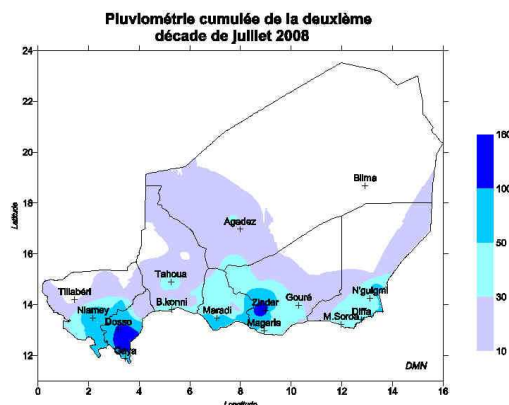 Pluviométrie cumulée de la deuxième
décade de juillet 2008
24
22
20
18
16
14
12
Latitude
Bilma
Agadez
Tahoua
Tillabéri
B.konni
Niamey
Dosso
Gaya
Maradi
Zinder
Magaria
Gouré
N'guigmi
Diffa
M.Soroa
DMN
0 2 4 6 8 10 12 14 16
Longitude
160
100
50
30
10